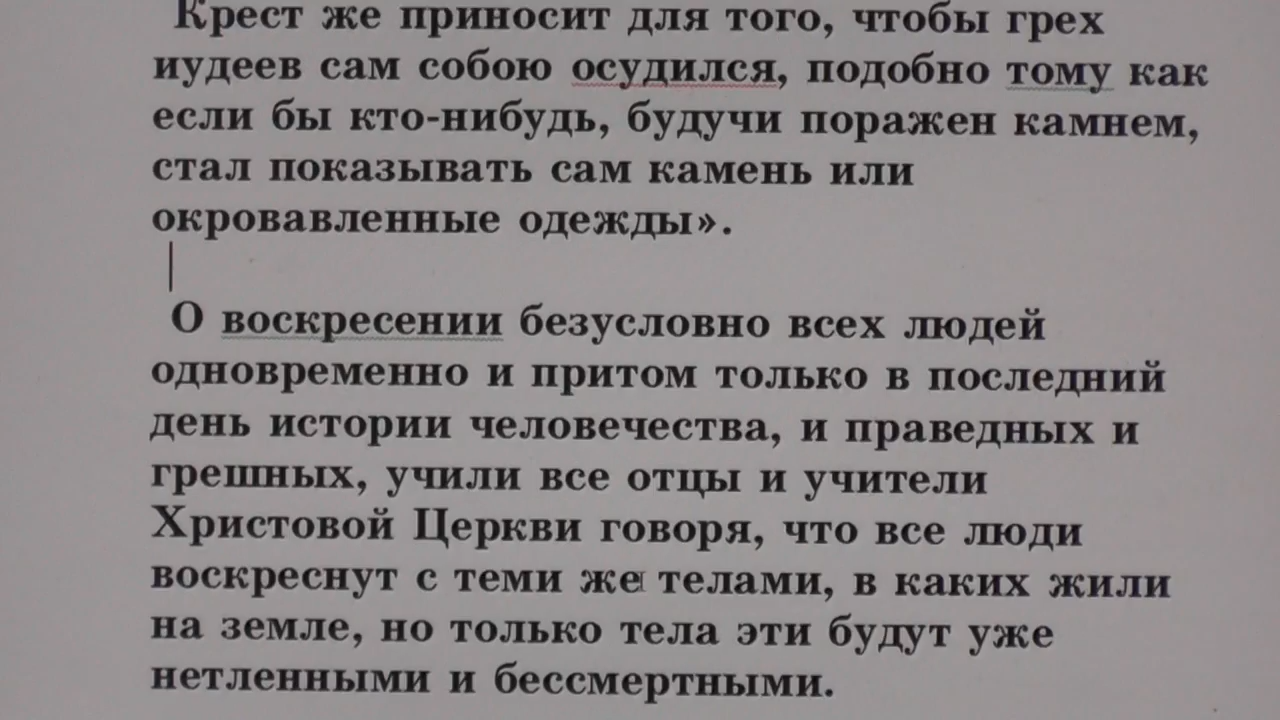 Крест же приносит для того, чтобы грех
иудеев сам собою осудился, подобно тому как
если бы кто-нибудь, будучи поражен камнем,
стал показывать сам камень или
окровавленные одежды».
О воскресении безусловно всех людей
одновременно и притом только в последний
день истории человечества, и праведных и
грешных, учили все отцы и учители
Христовой Церкви говоря, что все люди
воскреснут с теми же телами, в каких жили
на земле, но только тела эти будут уже
нетленными и бессмертными.